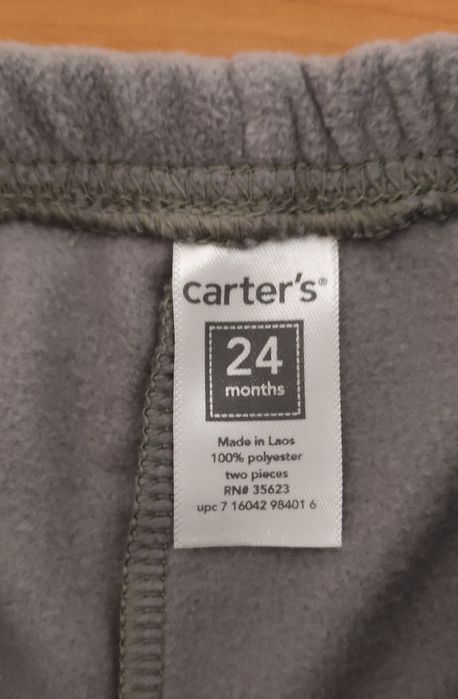 carter's®
24
months
Made in Laos
100% polyester
two pieces
RN# 35623
upc 7 16042 98401 6